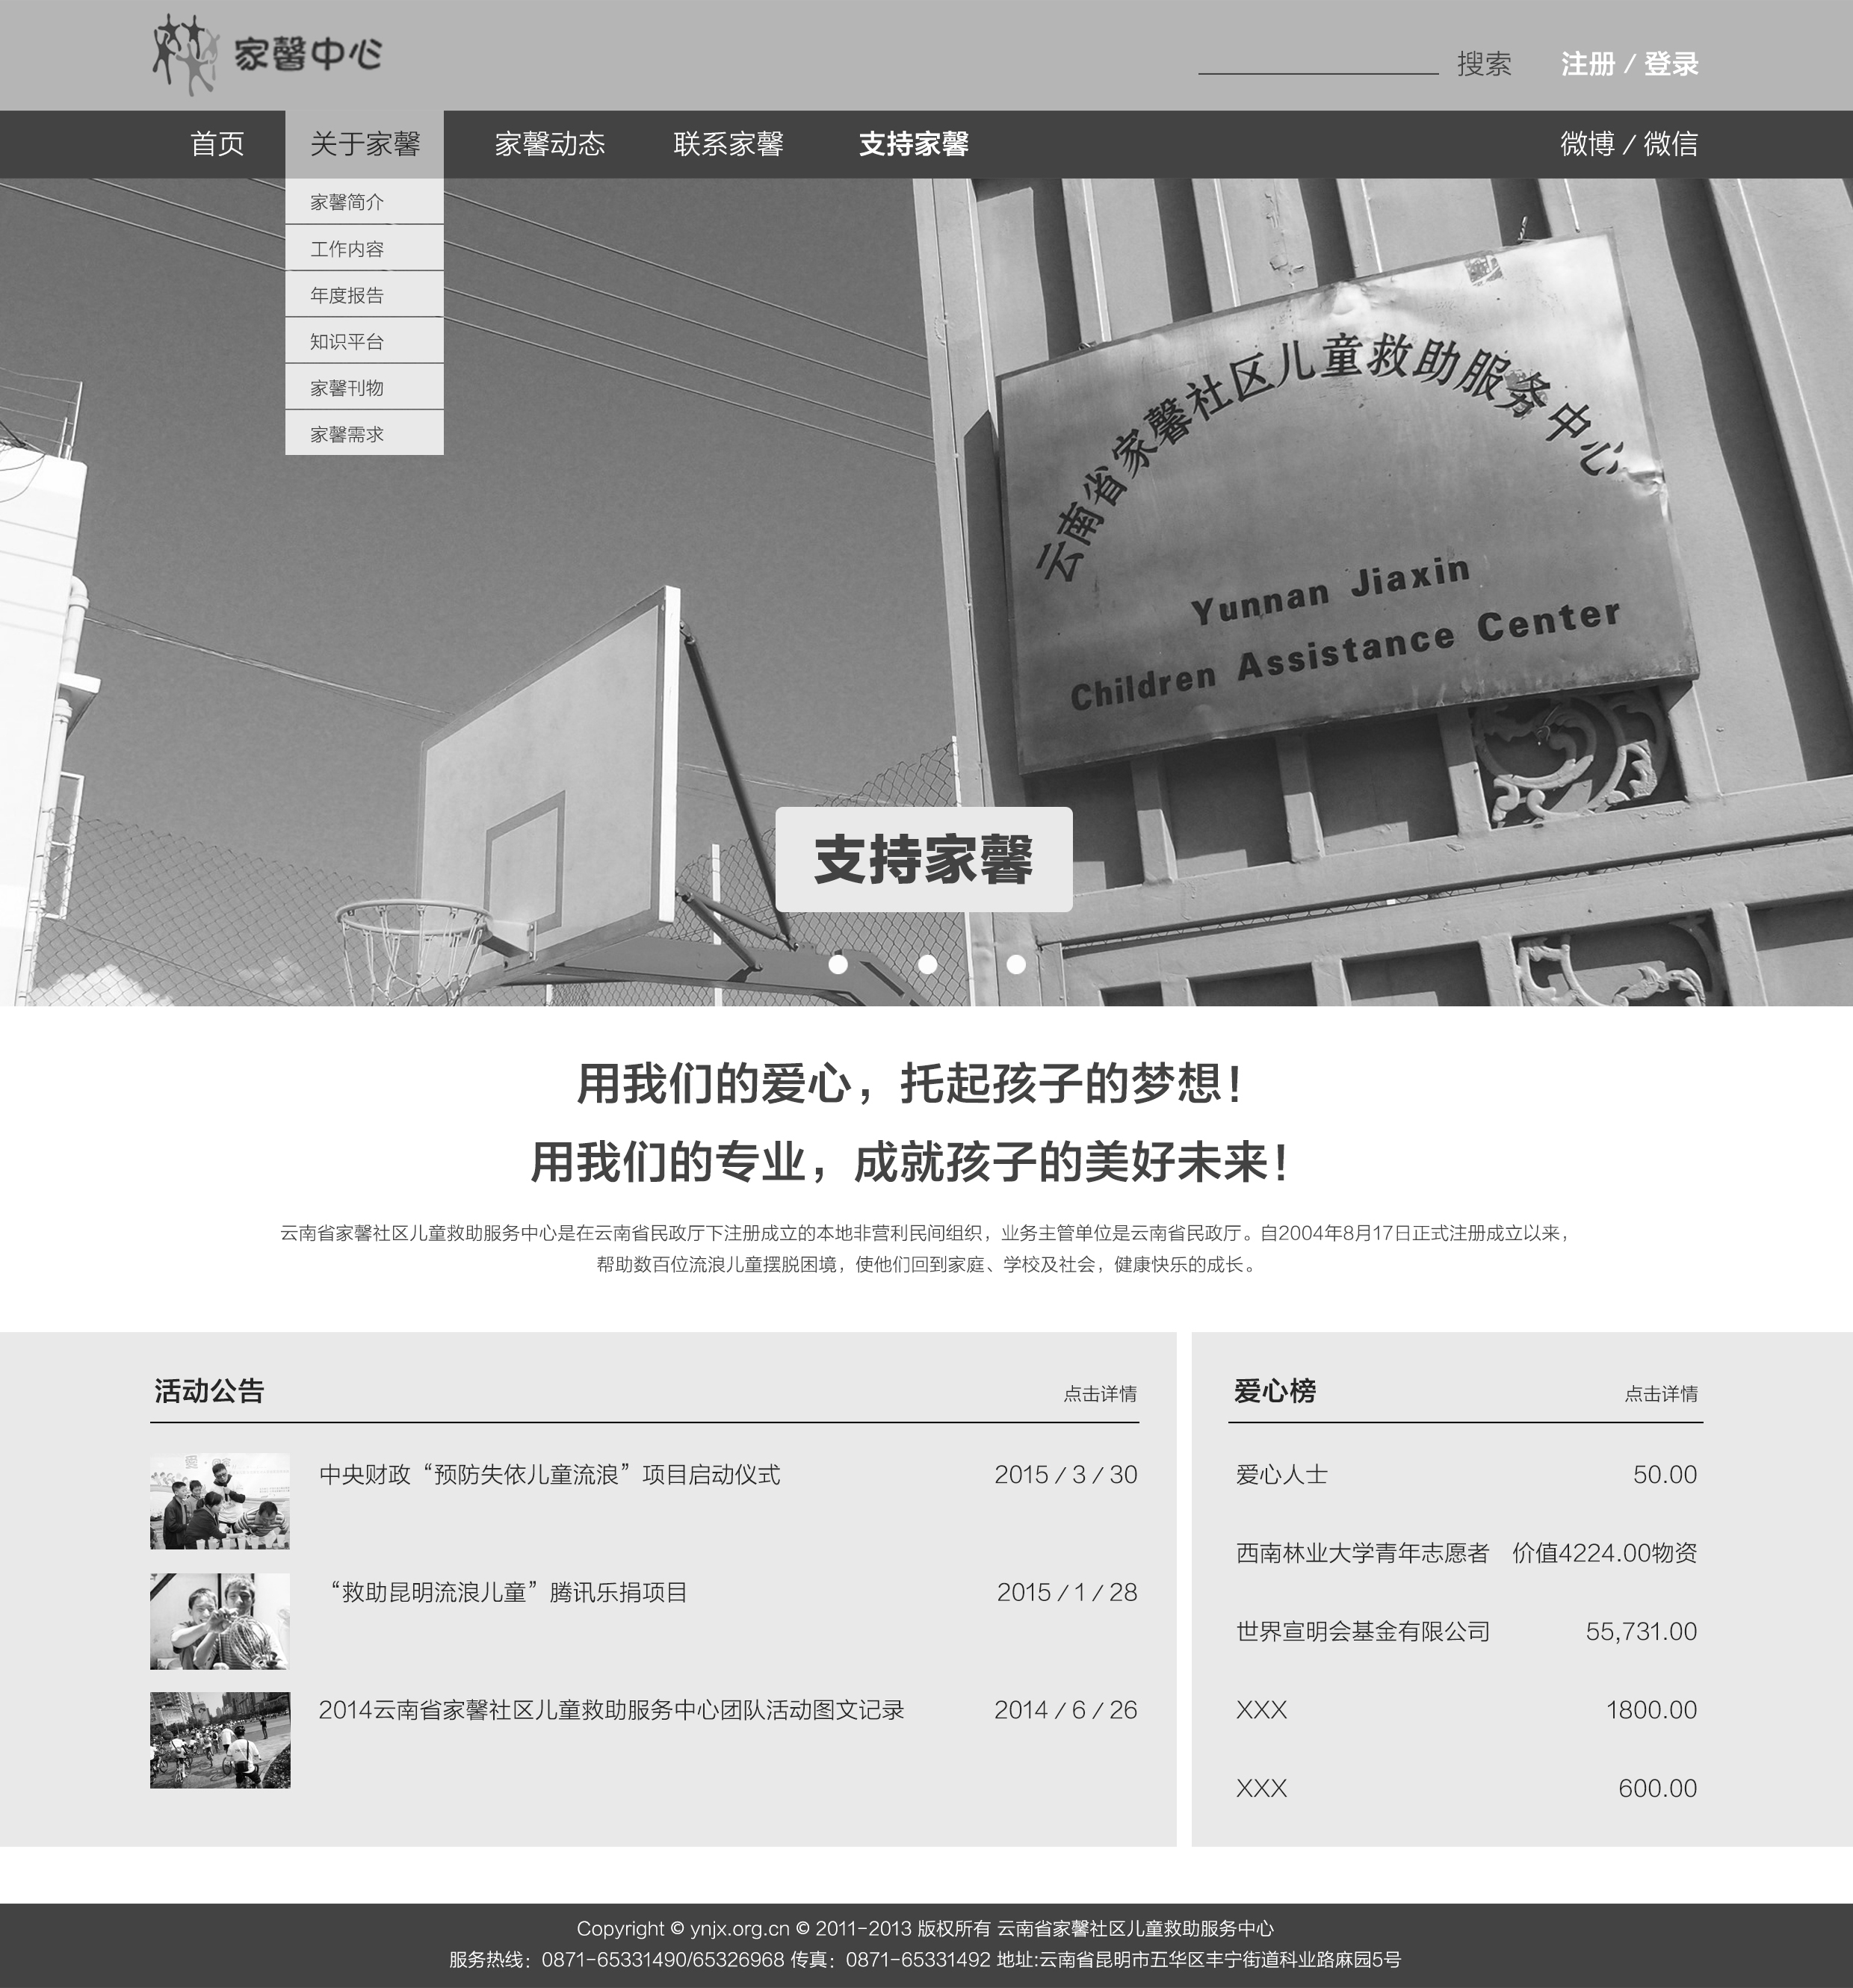 家馨中心
搜索
注册 / 登录
首页
关于家馨
家馨动态
联系家馨
支持家馨
微博 / 微信
家馨简介
工作内容
年度报告
知识平台
家馨刊物
家馨需求
云南省家馨社区儿童救助服务中心
Yunnan Jiaxin
Children Assistance Center
支持家馨
用我们的爱心，托起孩子的梦想！
用我们的专业，成就孩子的美好未来！
云南省家馨社区儿童救助服务中心是在云南省民政厅下注册成立的本地非营利民间组织，业务主管单位是云南省民政厅。自2004年8月17日正式注册成立以来，
帮助数百位流浪儿童摆脱困境，使他们回到家庭、学校及社会，健康快乐的成长。
活动公告
点击详情
中央财政“预防失依儿童流浪”项目启动仪式
2015 / 3 / 30
“救助昆明流浪儿童”腾讯乐捐项目
2015 / 1 / 28
2014云南省家馨社区儿童救助服务中心团队活动图文记录
2014 / 6 / 26
爱心榜
点击详情
爱心人士
50.00
西南林业大学青年志愿者
价值4224.00物资
世界宣明会基金有限公司
55,731.00
XXX
1800.00
XXX
600.00
Copyright © ynjx.org.cn © 2011-2013 版权所有 云南省家馨社区儿童救助服务中心
服务热线：0871-65331490/65326968 传真：0871-65331492 地址:云南省昆明市五华区丰宁街道科业路麻园5号